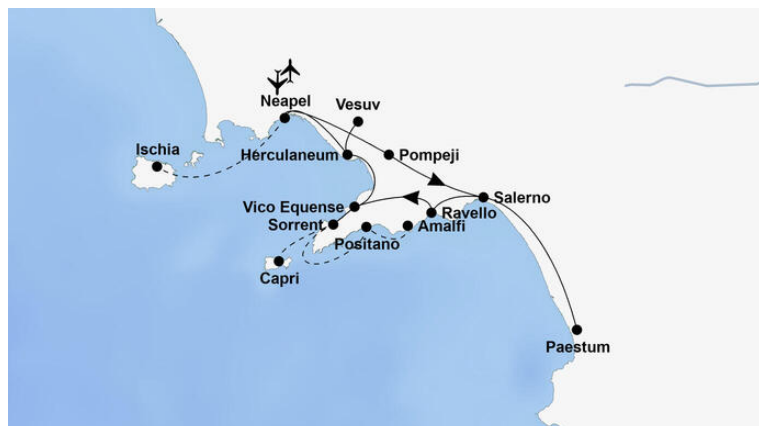 Neapel
Vesuv
Ischia
Herculaneum
Pompeji
Vico Equense
Salerno
Sorrent
Ravello
Positano
Amalfi
Capri
Paestum